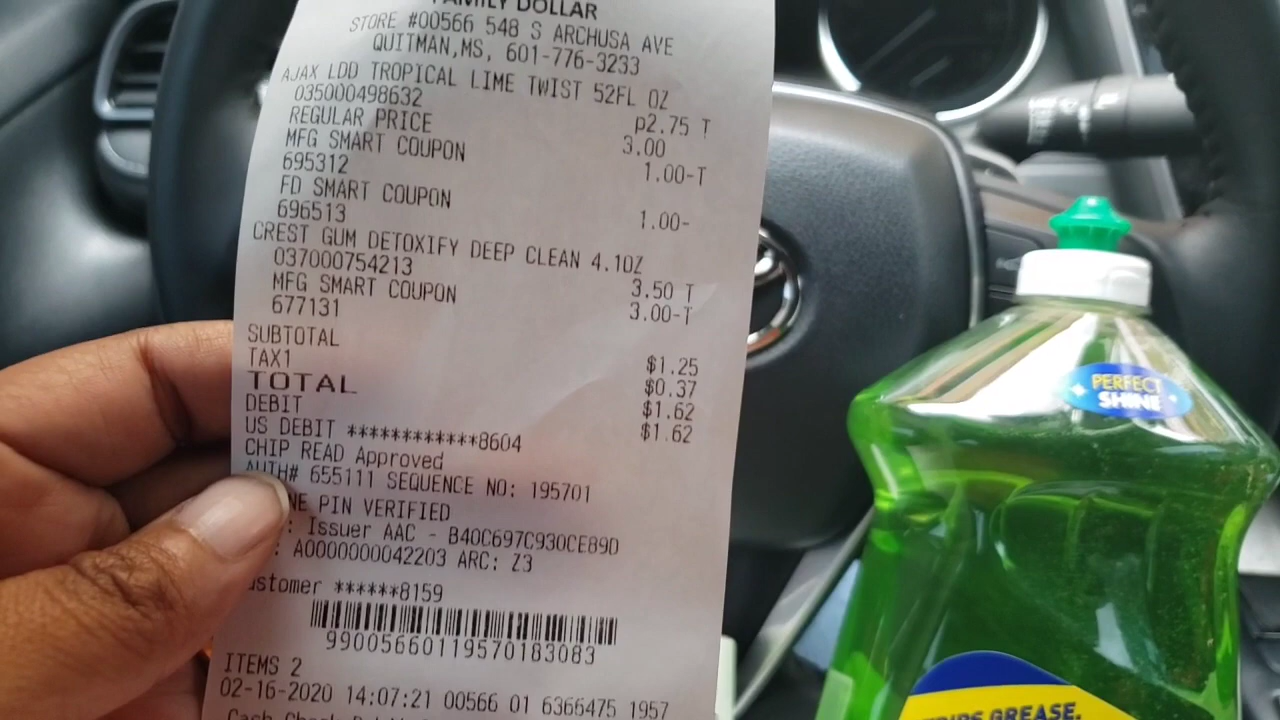 FAMILY DOLLAR
STORE #00566 548 S ARCHUSA AVE
QUITMAN,MS, 601-776-3233
AJAX LDD TROPICAL LIME TWIST 52FL OZ
035000498632 p2.75 T
REGULAR PRICE 3.00
MFG SMART COUPON 1.00-T
695312
FD SMART COUPON 1.00-
696513
CREST GUM DETOXIFY DEEP CLEAN 4.1OZ
037000754213 3.50 T
MFG SMART COUPON 3.00-T
677131
SUBTOTAL $1.25
TAX1 $0.37
TOTAL $1.62
DEBIT $1.62
US DEBIT ************8604
CHIP READ Approved
AUTH# 655111 SEQUENCE NO: 195701
NE PIN VERIFIED
: Issuer AAC - B40C697C930CE89D
: A0000000042203 ARC: Z3
ustomer ******8159
99005660119570183083
ITEMS 2
02-16-2020 14:07:21 00566 01 6366475 1957
PERFECT
SHINE
GREASE,